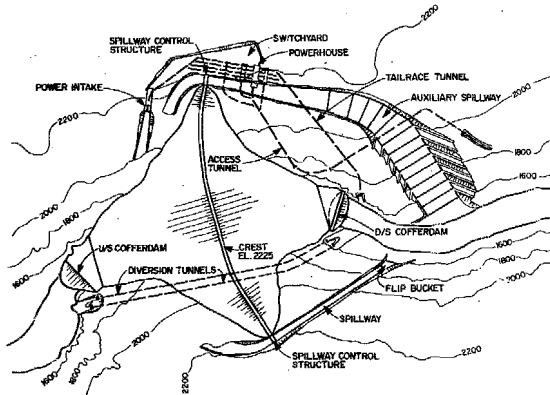 2200
SWITCHYARD
SPILLWAY CONTROL
STRUCTURE
POWERHOUSE
TAILRACE TUNNEL
POWER INTAKE
AUXILIARY SPILLWAY
2200
2000
ACCESS
TUNNEL
1800
1600
2000
1800
1600
D/S COFFERDAM
U/S COFFERDAM
CREST
EL. 2225
DIVERSION TUNNELS
1600
1800
2000
FLIP BUCKET
SPILLWAY
2000
1600
1800
2200
SPILLWAY CONTROL
STRUCTURE
2200